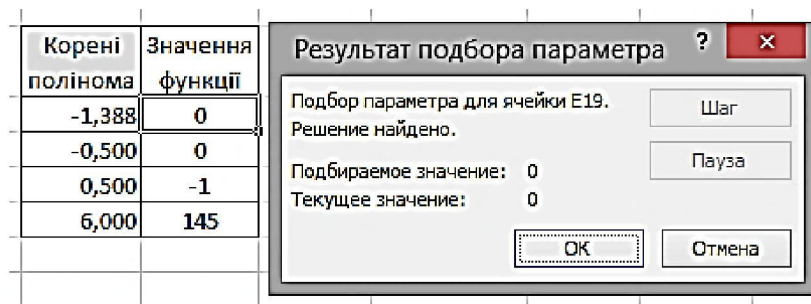 Корені Значення
полінома функції
-1,388 0
-0,500 0
0,500 -1
6,000 145
Результат подбора параметра ? ×
Подбор параметра для ячейки E19.
Решение найдено.
Подбираемое значение: 0
Текущее значение: 0
Шаг
Пауза
ОК Отмена